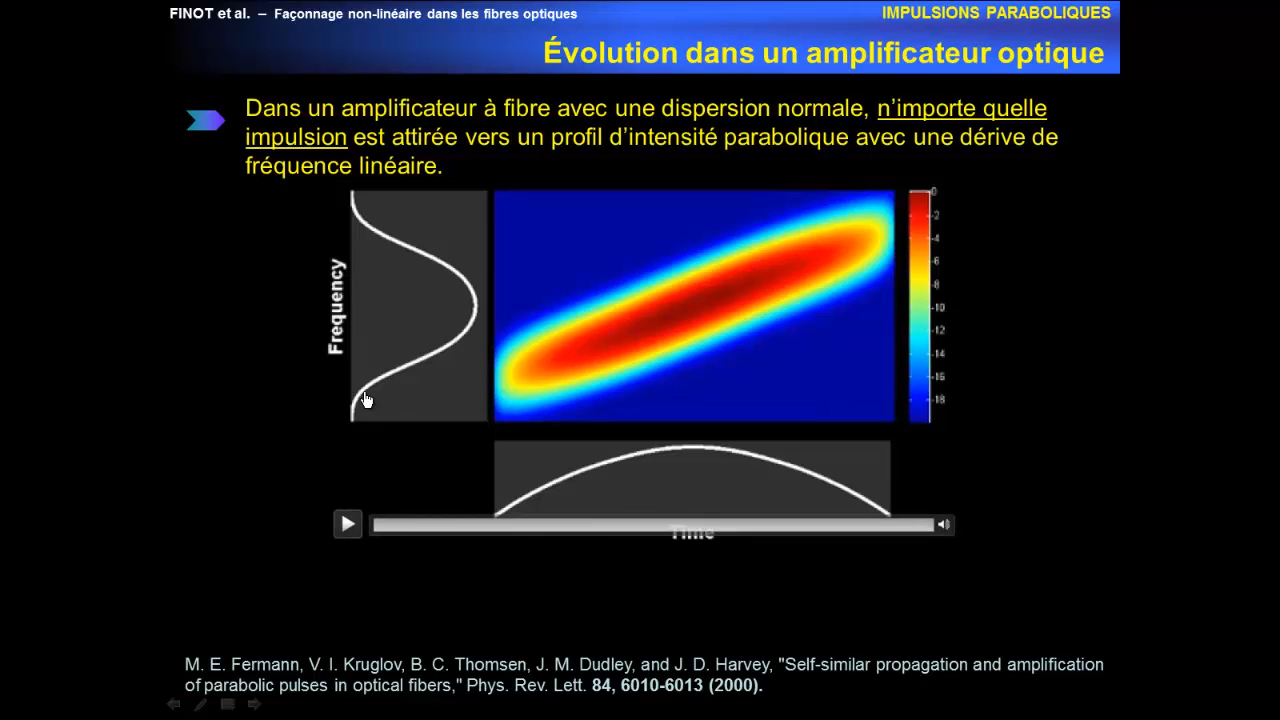 FINOT et al. – Façonnage non-linéaire dans les fibres optiques
IMPULSIONS PARABOLIQUES
Évolution dans un amplificateur optique
Dans un amplificateur à fibre avec une dispersion normale, n’importe quelle
impulsion est attirée vers un profil d’intensité parabolique avec une dérive de
fréquence linéaire.
Frequency
0
-2
-4
-6
-8
-10
-12
-14
-16
-18
Time
M. E. Fermann, V. I. Kruglov, B. C. Thomsen, J. M. Dudley, and J. D. Harvey, "Self-similar propagation and amplification
of parabolic pulses in optical fibers," Phys. Rev. Lett. 84, 6010-6013 (2000).